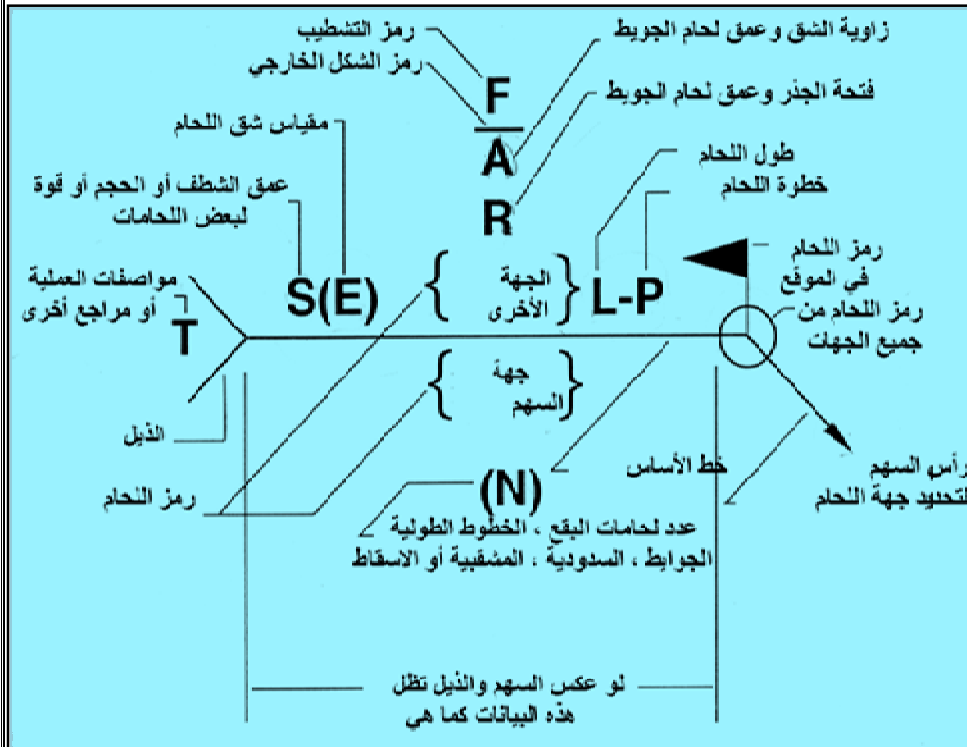 رمز التشطيب
زاوية الشق وعمق لحام الجويط
رمز الشكل الخارجي
F
فتحة الجذر وعمق لحام الجويط
مقياس شق اللحام
A
طول اللحام
خطوة اللحام
عمق الشطف أو الحجم أو قوة
لبعض اللحامات
R
رمز اللحام
في الموقع
مواصفات العملية
أو مراجع أخرى
T
S(E)
{ الجهة
الأخرى }
L-P
رمز اللحام من
جميع الجهات
{ جهة
السهم }
الذيل
خط الأساس
رأس السهم
لتحديد جهة اللحام
رمز اللحام
(N)
عدد لحامات البقع ، الخطوط الطولية
الجوايط ، السدودية ، المشقبية أو الاسقاط
لو عكس السهم والذيل تظل
هذه البيانات كما هي